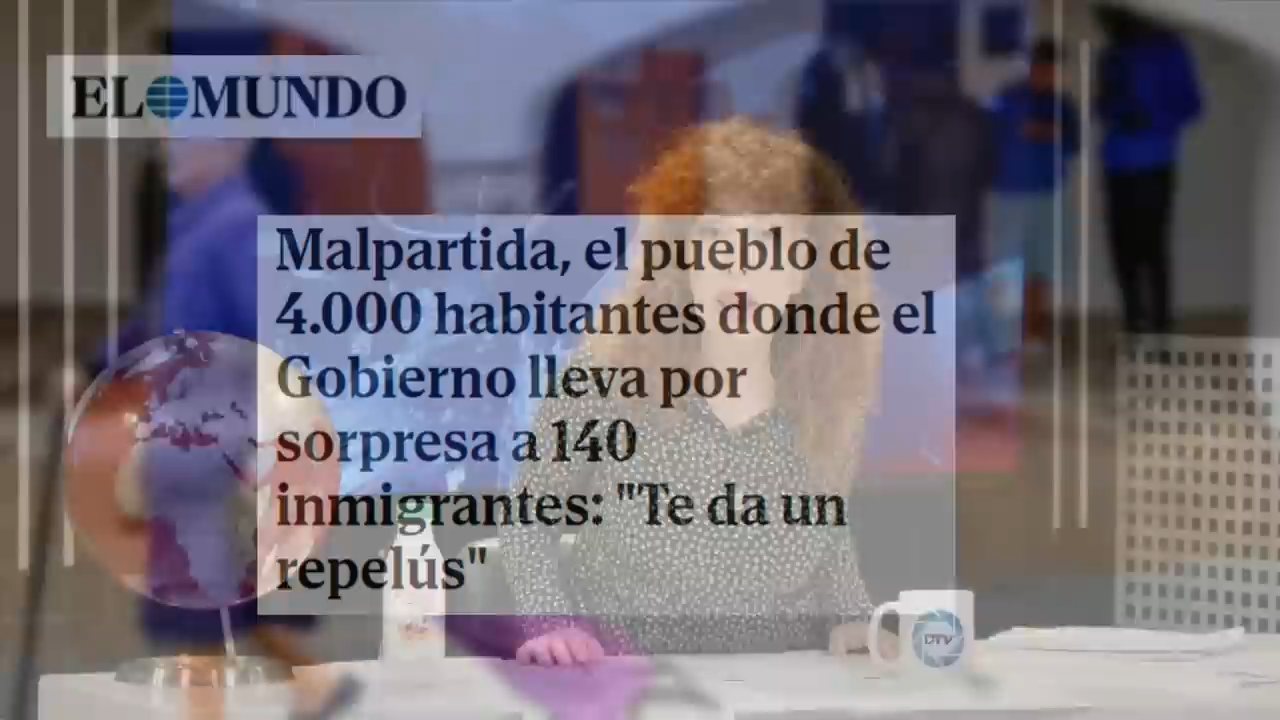 EL MUNDO
Malpartida, el pueblo de
4.000 habitantes donde el
Gobierno lleva por
sorpresa a 140
inmigrantes: "Te da un
repelús"
DTV